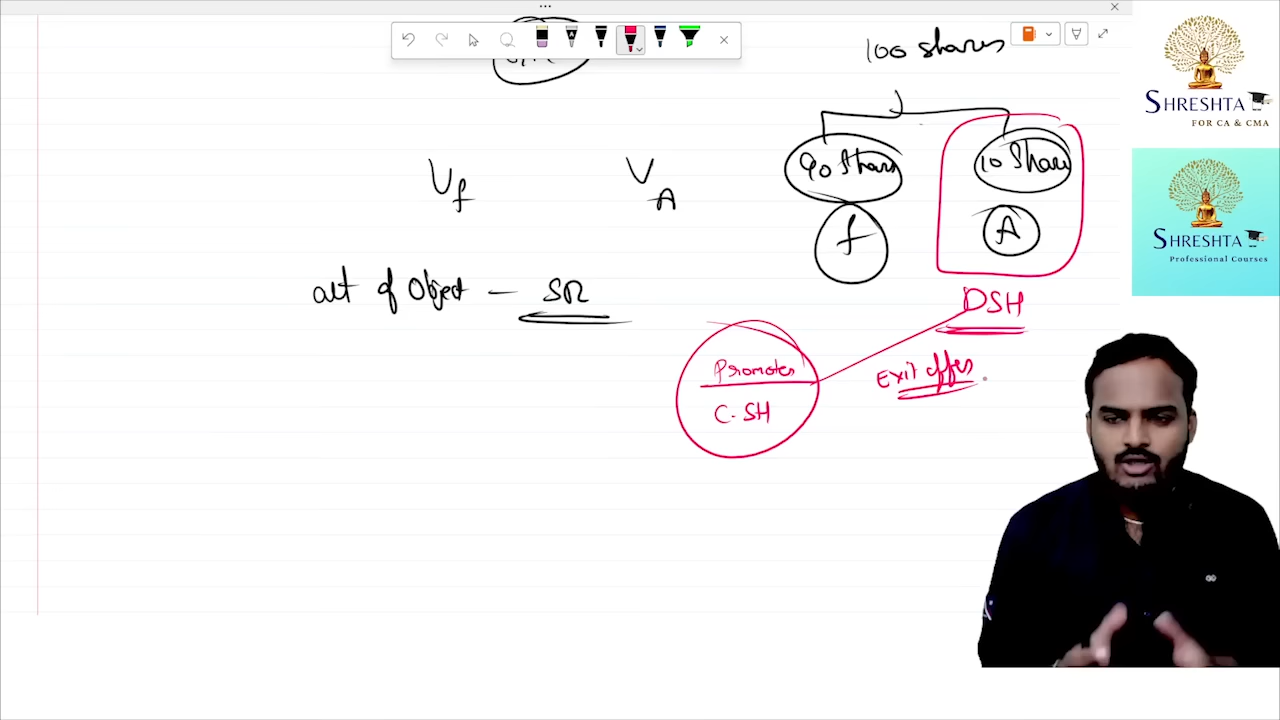 100 shares
SHRESHTA
FOR CA & CMA
90 Shares
10 Share
Vf
VA
f
A
SHRESHTA
Professional Courses
alt of Object – SR
DSH
Promoter
C-SH
Exit offer